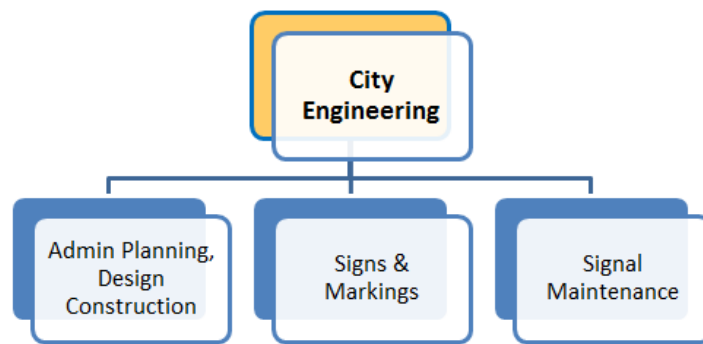 City
Engineering
Admin Planning,
Design
Construction
Signs &
Markings
Signal
Maintenance